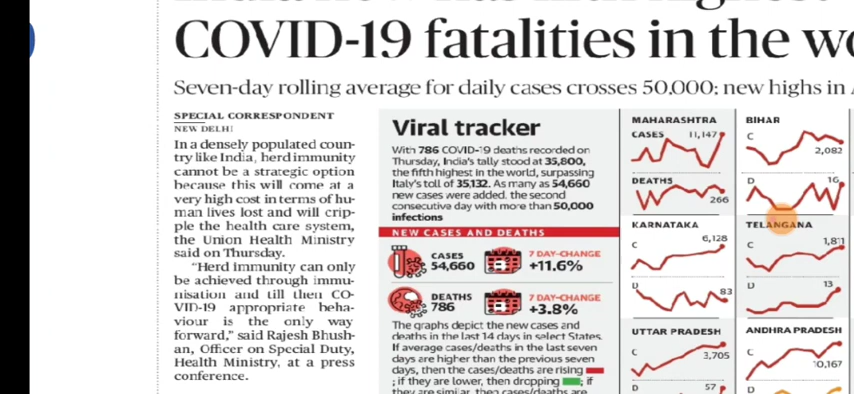 COVID-19 fatalities in the
Seven-day rolling average for daily cases crosses 50,000; new highs in
SPECIAL CORRESPONDENT
NEW DELHI
In a densely populated coun-
try like India, herd immunity
cannot be a strategic option
because this will come at a
very high cost in terms of hu-
man lives lost and will crip-
ple the health care system,
the Union Health Ministry
said on Thursday.
"Herd immunity can only
be achieved through immu-
nisation and till then CO-
VID-19 appropriate beha-
viour is the only way
forward," said Rajesh Bhush-
an, Officer on Special Duty,
Health Ministry, at a press
conference.
Viral tracker
With 786 COVID-19 deaths recorded on
Thursday, India's tally stood at 35,800,
the fifth highest in the world, surpassing
Italy's toll of 35,132. As many as 54,660
new cases were added, the second
consecutive day with more than 50,000
infections
NEW CASES AND DEATHS
CASES
54,660
7 DAY-CHANGE
+11.6%
DEATHS
786
7 DAY-CHANGE
+3.8%
The graphs depict the new cases and
deaths in the last 14 days in select States.
If average cases/deaths in the last seven
days are higher than the previous seven
days, then the cases/deaths are rising
; if they are lower, then dropping ; if
they are similar, then cases/deaths are
MAHARASHTRA
CASES 11,147
DEATHS
266
KARNATAKA
C 6,128
D 83
UTTAR PRADESH
C 3,705
D 57
BIHAR
C
2,082
D 16
TELANGANA
C 1,811
D 13
ANDHRA PRADESH
C
10,167
D